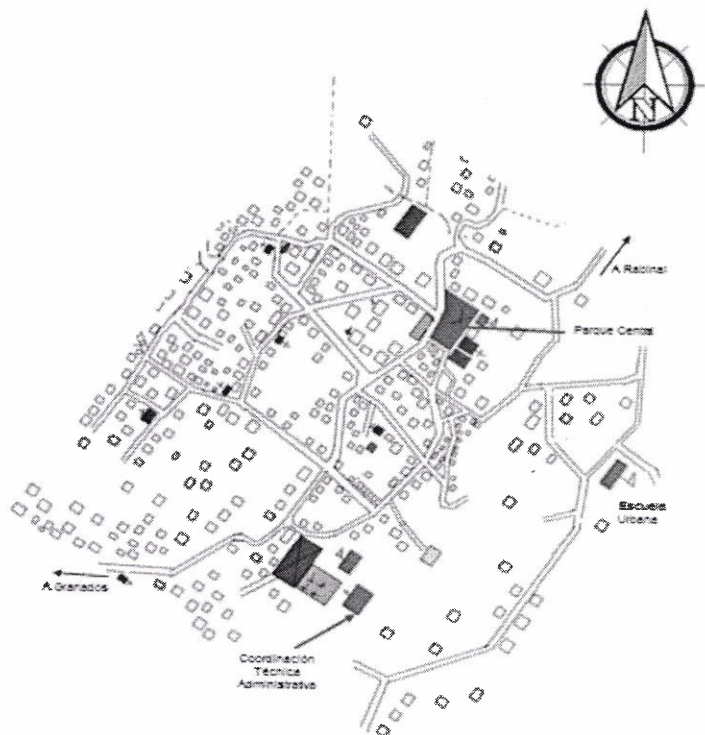 N
A Rabinal
Parque Central
Escuela
Urbana
A Granados
Coordinación
Técnica
Administrativa